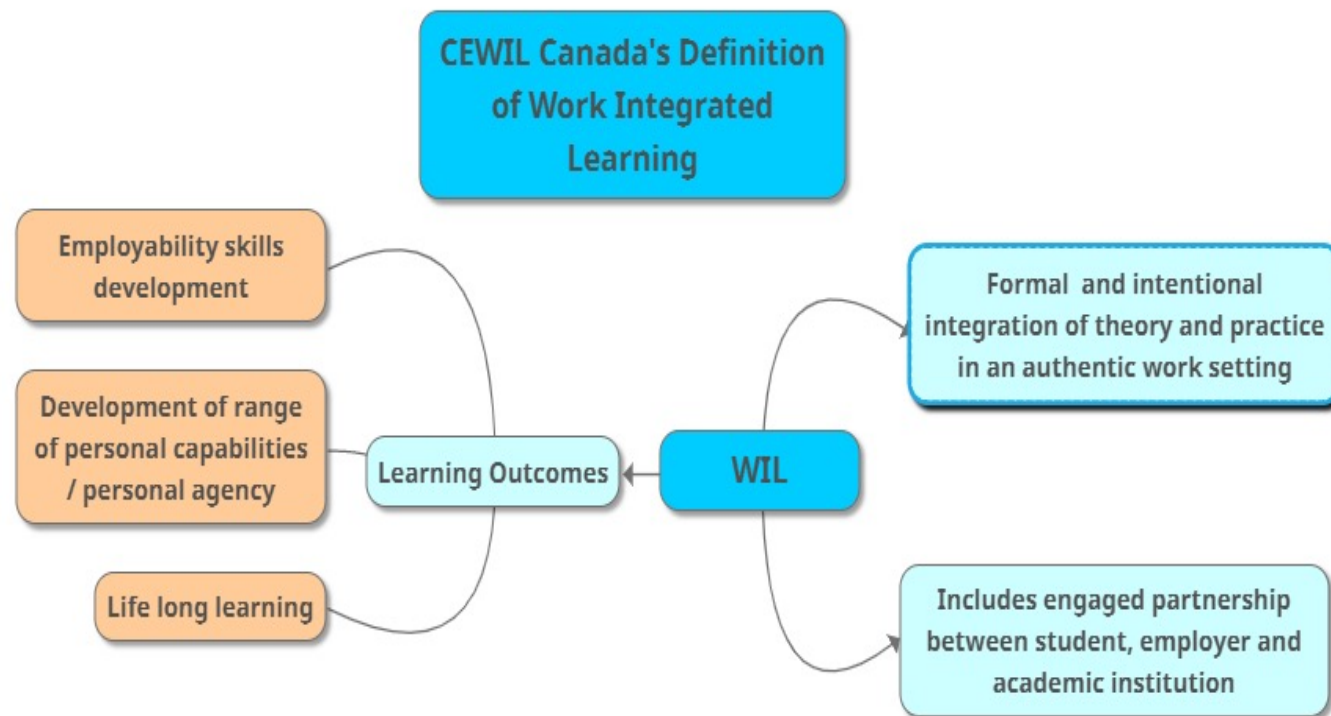 CEWIL Canada's Definition
of Work Integrated
Learning
Employability skills
development
Development of range
of personal capabilities
/ personal agency
Life long learning
Learning Outcomes
WIL
Formal and intentional
integration of theory and practice
in an authentic work setting
Includes engaged partnership
between student, employer and
academic institution